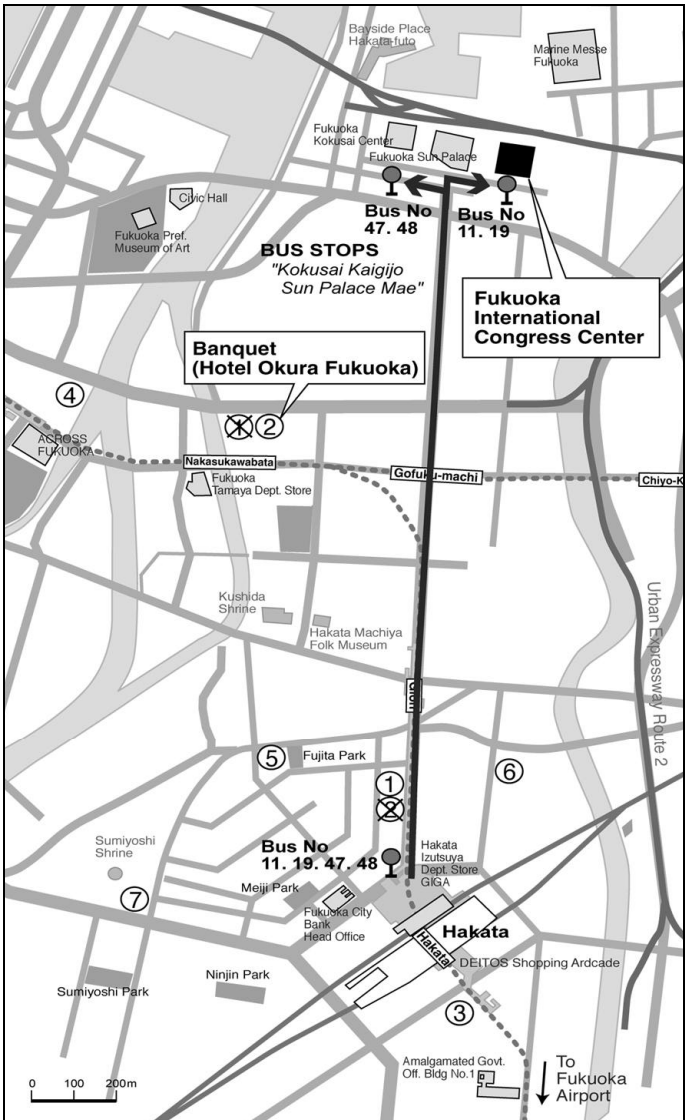 Bayside Place
Hakata-futo
Marine Messe
Fukuoka
Fukuoka
Kokusai Center
Fukuoka Sun Palace
Civic Hall
Fukuoka Pref.
Museum of Art
Bus No
47. 48
Bus No
11. 19
BUS STOPS
"Kokusai Kaigijo
Sun Palace Mae"
Fukuoka
International
Congress Center
Banquet
(Hotel Okura Fukuoka)
4
1
2
ACROSS
FUKUOKA
Nakasukawabata
Gofuku-machi
Chiyo-K
Fukuoka
Tamaya Dept. Store
Kushida
Shrine
Hakata Machiya
Folk Museum
Urban Expressway Route 2
Gion
5
Fujita Park
1
2
6
Bus No
11. 19. 47. 48
Hakata
Izutsuya
Dept. Store
GIGA
Sumiyoshi
Shrine
7
Meiji Park
Fukuoka City
Bank
Head Office
Hakata
Hakata
DEITOS Shopping Ardcade
Sumiyoshi Park
Ninjin Park
3
Amalgamated Govt.
Off. Bldg No.1
To
Fukuoka
Airport
0 100 200m